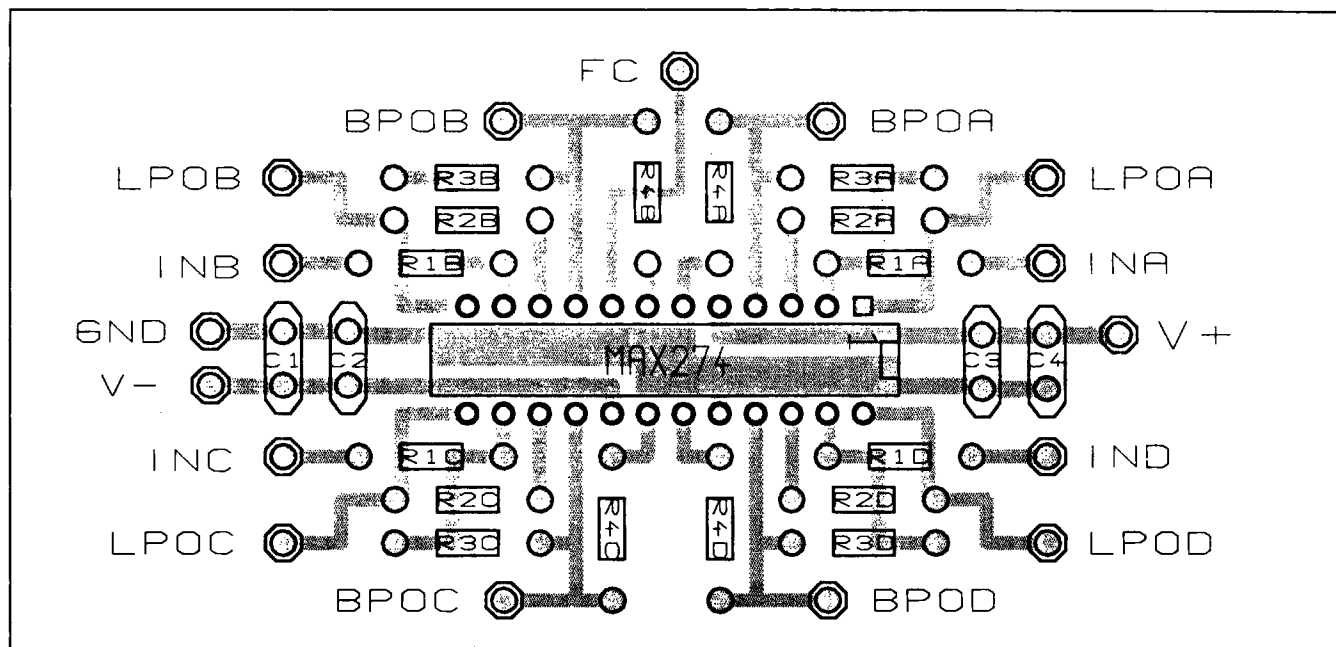 FC
BPOB BPOA
LPOB R3B R4B R4A R3A LPOA
R2B R2A
INB R1B R1A INA
GND V+
C1 C2 MAX274 C3 C4
V-
INC R1C R1D IND
R2C R4C R4D R2D
LPOC R3C R3D LPOD
BPOC BPOD